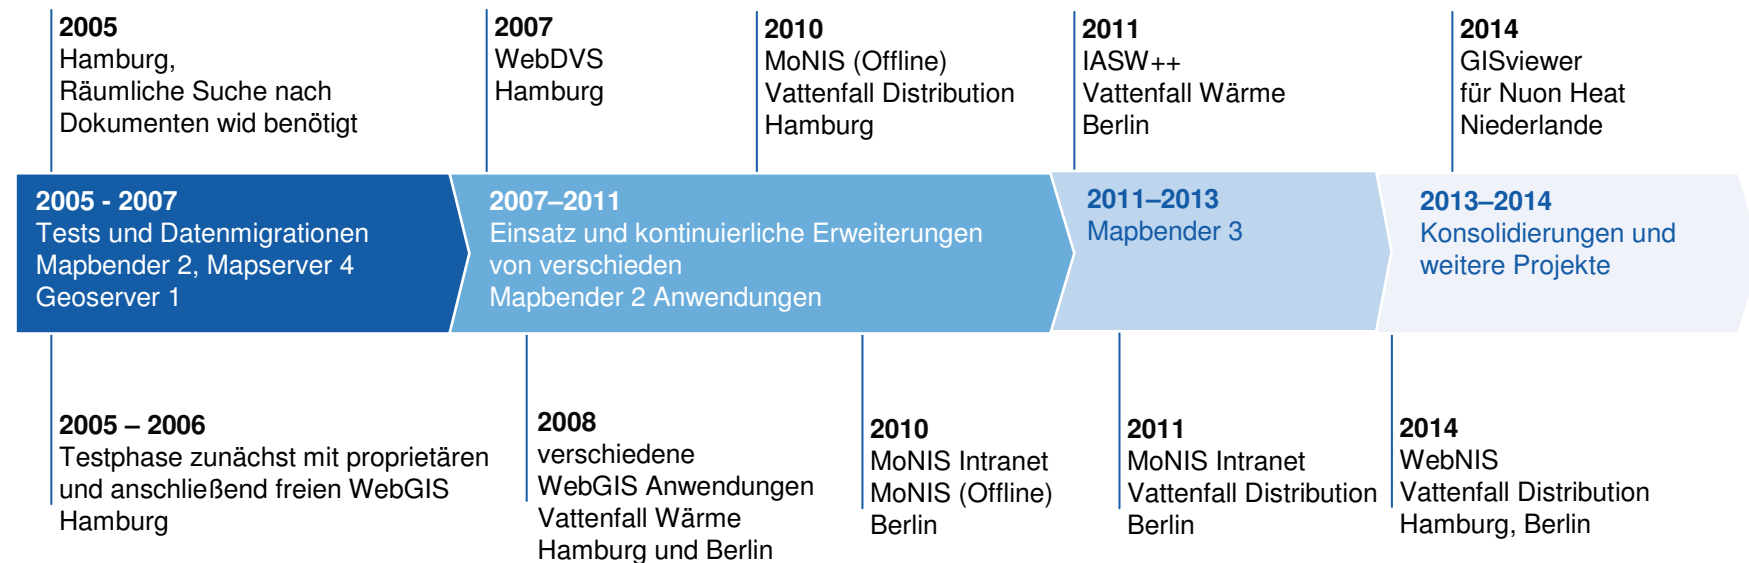 2005
Hamburg,
Räumliche Suche nach
Dokumenten wid benötigt
2007
WebDVS
Hamburg
2010
MoNIS (Offline)
Vattenfall Distribution
Hamburg
2011
IASW++
Vattenfall Wärme
Berlin
2014
GISviewer
für Nuon Heat
Niederlande
2005 - 2007
Tests und Datenmigrationen
Mapbender 2, Mapserver 4
Geoserver 1
2007–2011
Einsatz und kontinuierliche Erweiterungen
von verschieden
Mapbender 2 Anwendungen
2011–2013
Mapbender 3
2013–2014
Konsolidierungen und
weitere Projekte
2005 – 2006
Testphase zunächst mit proprietären
und anschließend freien WebGIS
Hamburg
2008
verschiedene
WebGIS Anwendungen
Vattenfall Wärme
Hamburg und Berlin
2010
MoNIS Intranet
MoNIS (Offline)
Berlin
2011
MoNIS Intranet
Vattenfall Distribution
Berlin
2014
WebNIS
Vattenfall Distribution
Hamburg, Berlin